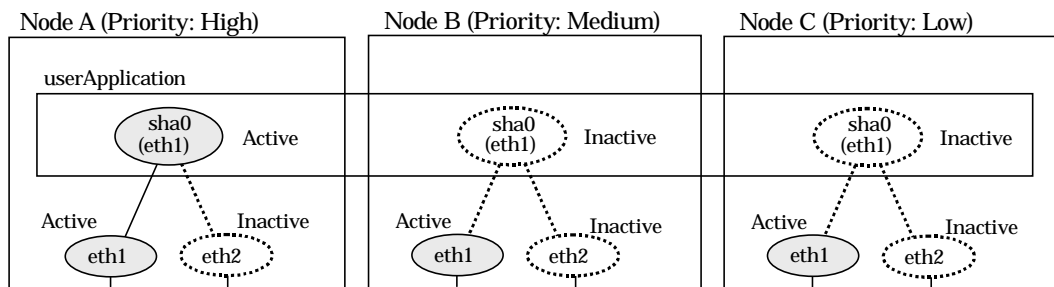 Node A (Priority: High)
Node B (Priority: Medium)
Node C (Priority: Low)
userApplication
sha0
(eth1)
Active
sha0
(eth1)
Inactive
sha0
(eth1)
Inactive
Active
Inactive
Active
Inactive
Active
Inactive
eth1
eth2
eth1
eth2
eth1
eth2